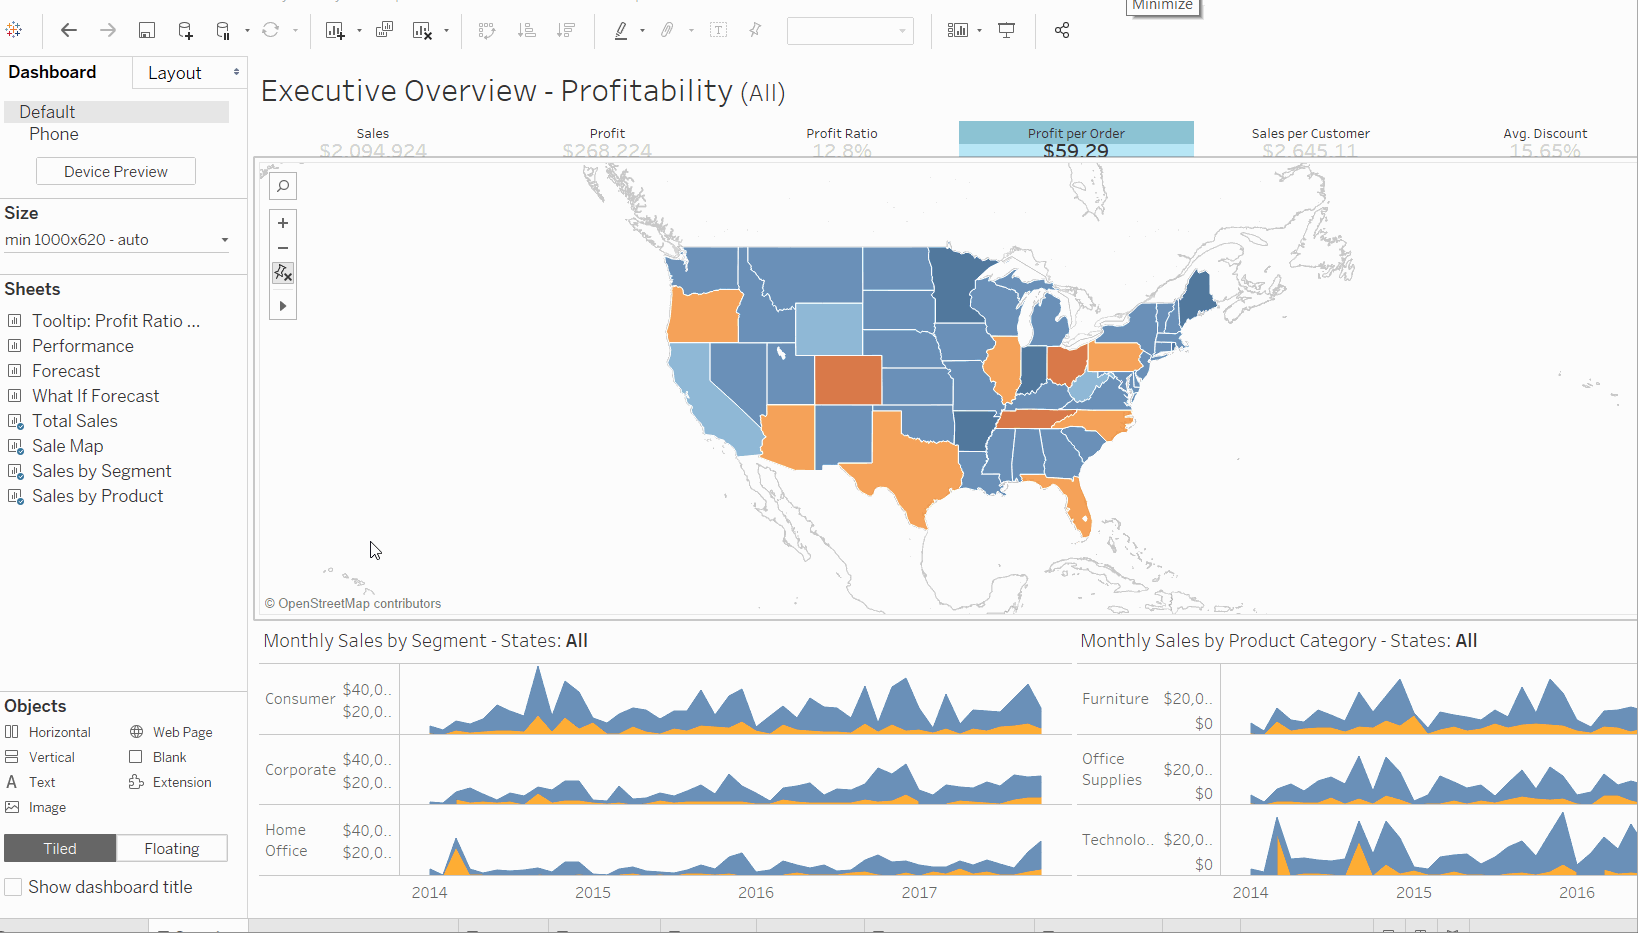 Minimize
Dashboard
Layout
Default
Phone
Device Preview
Size
min 1000x620 - auto
Sheets
Tooltip: Profit Ratio ...
Performance
Forecast
What If Forecast
Total Sales
Sale Map
Sales by Segment
Sales by Product
Objects
Horizontal
Web Page
Vertical
Blank
A Text
Extension
Image
Tiled
Floating
Show dashboard title
Executive Overview - Profitability (All)
Sales
Profit
Profit Ratio
Profit per Order
Sales per Customer
Avg. Discount
$2,094,924
$268,224
12.8%
$59.29
$2,645.11
15.65%
© OpenStreetMap contributors
Monthly Sales by Segment - States: All
Consumer
$40,0..
$20,0..
Corporate
$40,0..
$20,0..
Home
Office
$40,0..
$20,0..
2014
2015
2016
2017
Monthly Sales by Product Category - States: All
Furniture
$20,0..
$0
Office
Supplies
$20,0..
$0
Technolo..
$20,0..
$0
2014
2015
2016